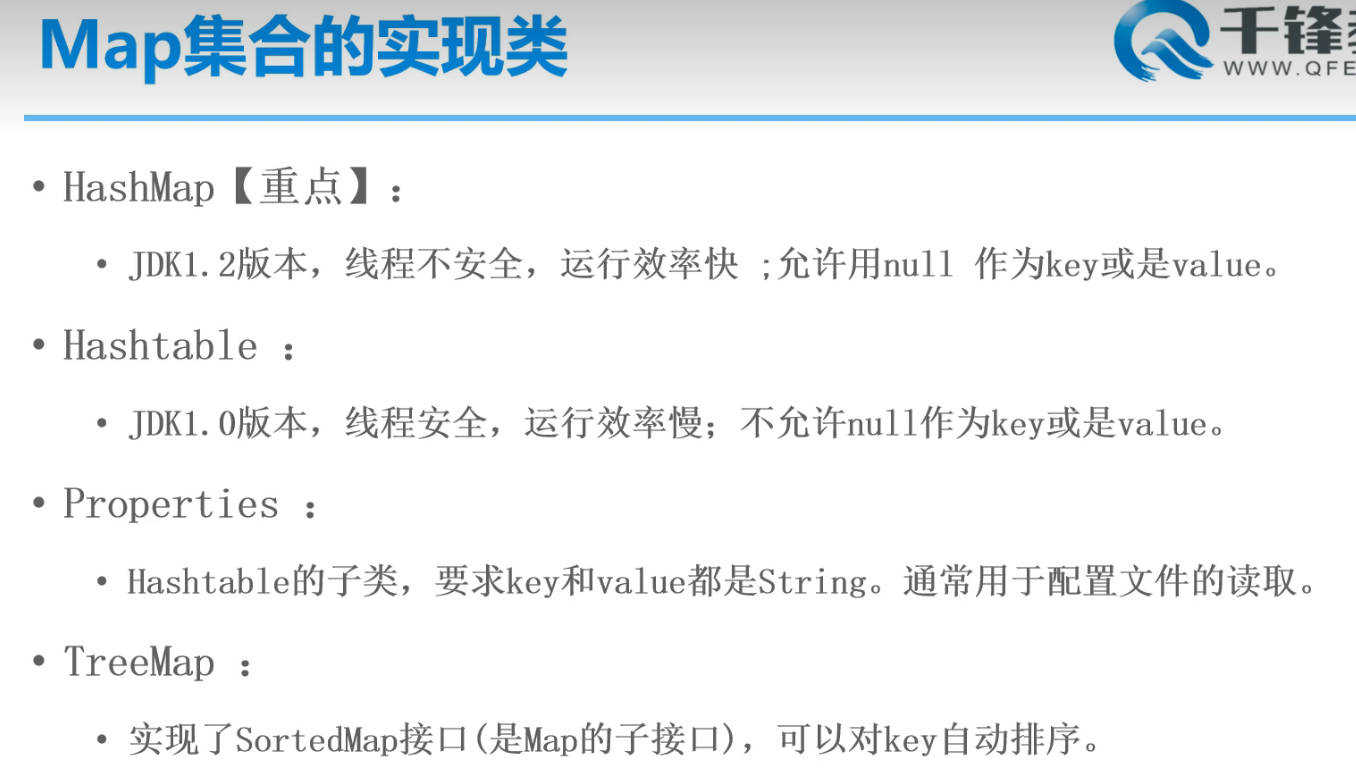 Map集合的实现类
千锋
WWW.QFE
• HashMap【重点】：
• JDK1.2版本，线程不安全，运行效率快 ;允许用null 作为key或是value。
• Hashtable ：
• JDK1.0版本，线程安全，运行效率慢；不允许null作为key或是value。
• Properties ：
• Hashtable的子类，要求key和value都是String。通常用于配置文件的读取。
• TreeMap ：
• 实现了SortedMap接口(是Map的子接口)，可以对key自动排序。